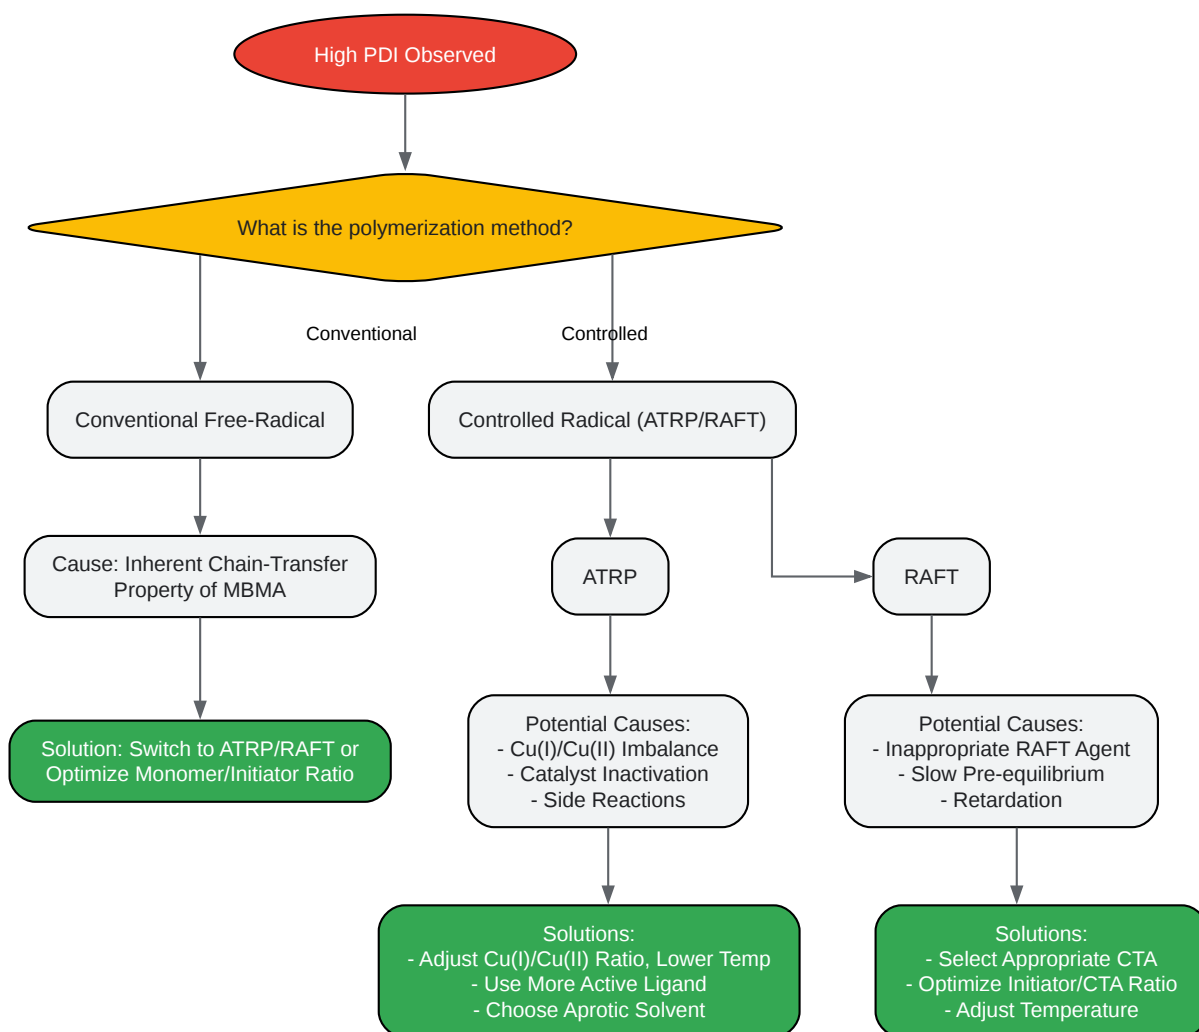 High PDI Observed
What is the polymerization method?
Conventional
Controlled
Conventional Free-Radical
Controlled Radical (ATRP/RAFT)
Cause: Inherent Chain-Transfer
Property of MBMA
ATRP
RAFT
Solution: Switch to ATRP/RAFT or
Optimize Monomer/Initiator Ratio
Potential Causes:
- Cu(I)/Cu(II) Imbalance
- Catalyst Inactivation
- Side Reactions
Potential Causes:
- Inappropriate RAFT Agent
- Slow Pre-equilibrium
- Retardation
Solutions:
- Adjust Cu(I)/Cu(II) Ratio, Lower Temp
- Use More Active Ligand
- Choose Aprotic Solvent
Solutions:
- Select Appropriate CTA
- Optimize Initiator/CTA Ratio
- Adjust Temperature